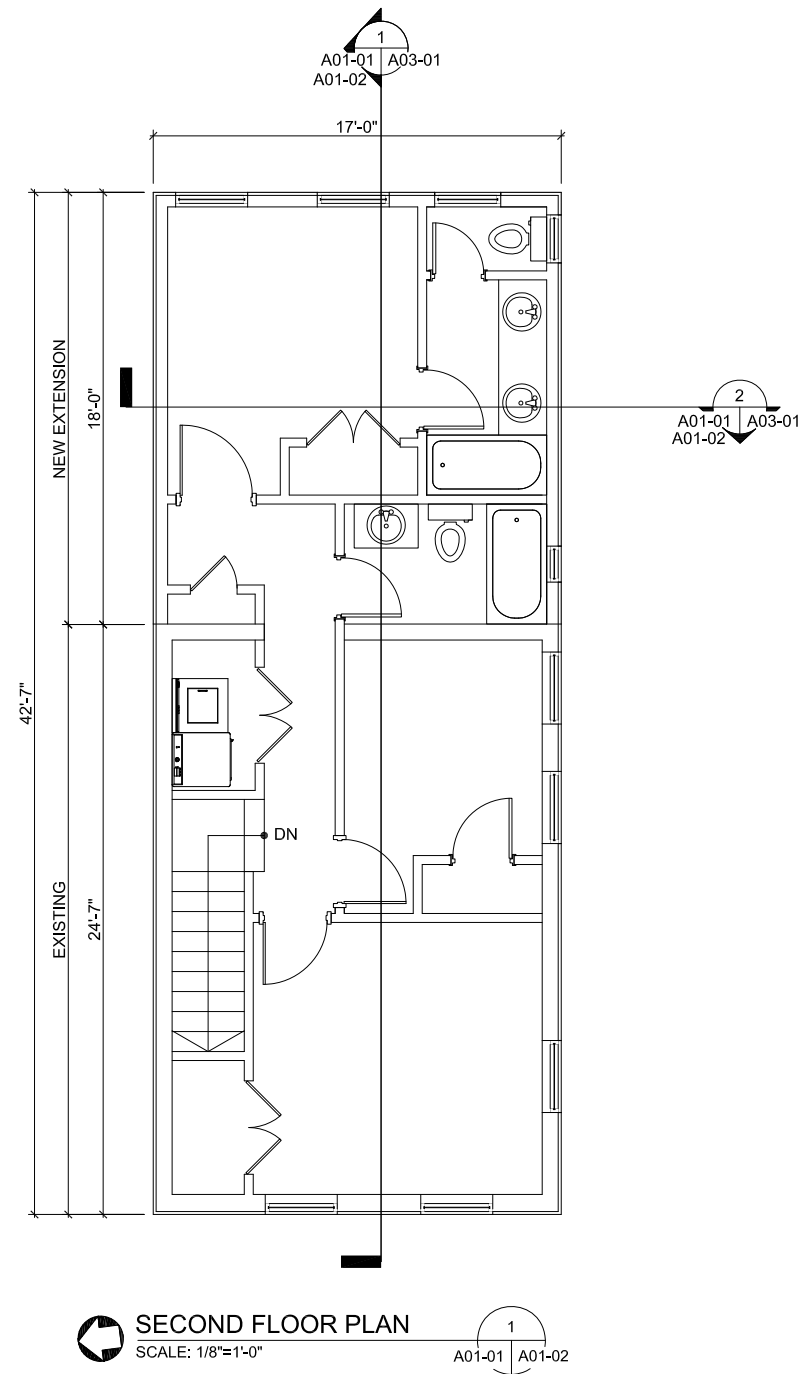 1
A01-01 A03-01
A01-02
17'-0"
NEW EXTENSION
18'-0"
2
A01-01 A03-01
A01-02
42'-7"
DN
EXISTING
24'-7"
SECOND FLOOR PLAN
SCALE: 1/8"=1'-0"
1
A01-01 A01-02